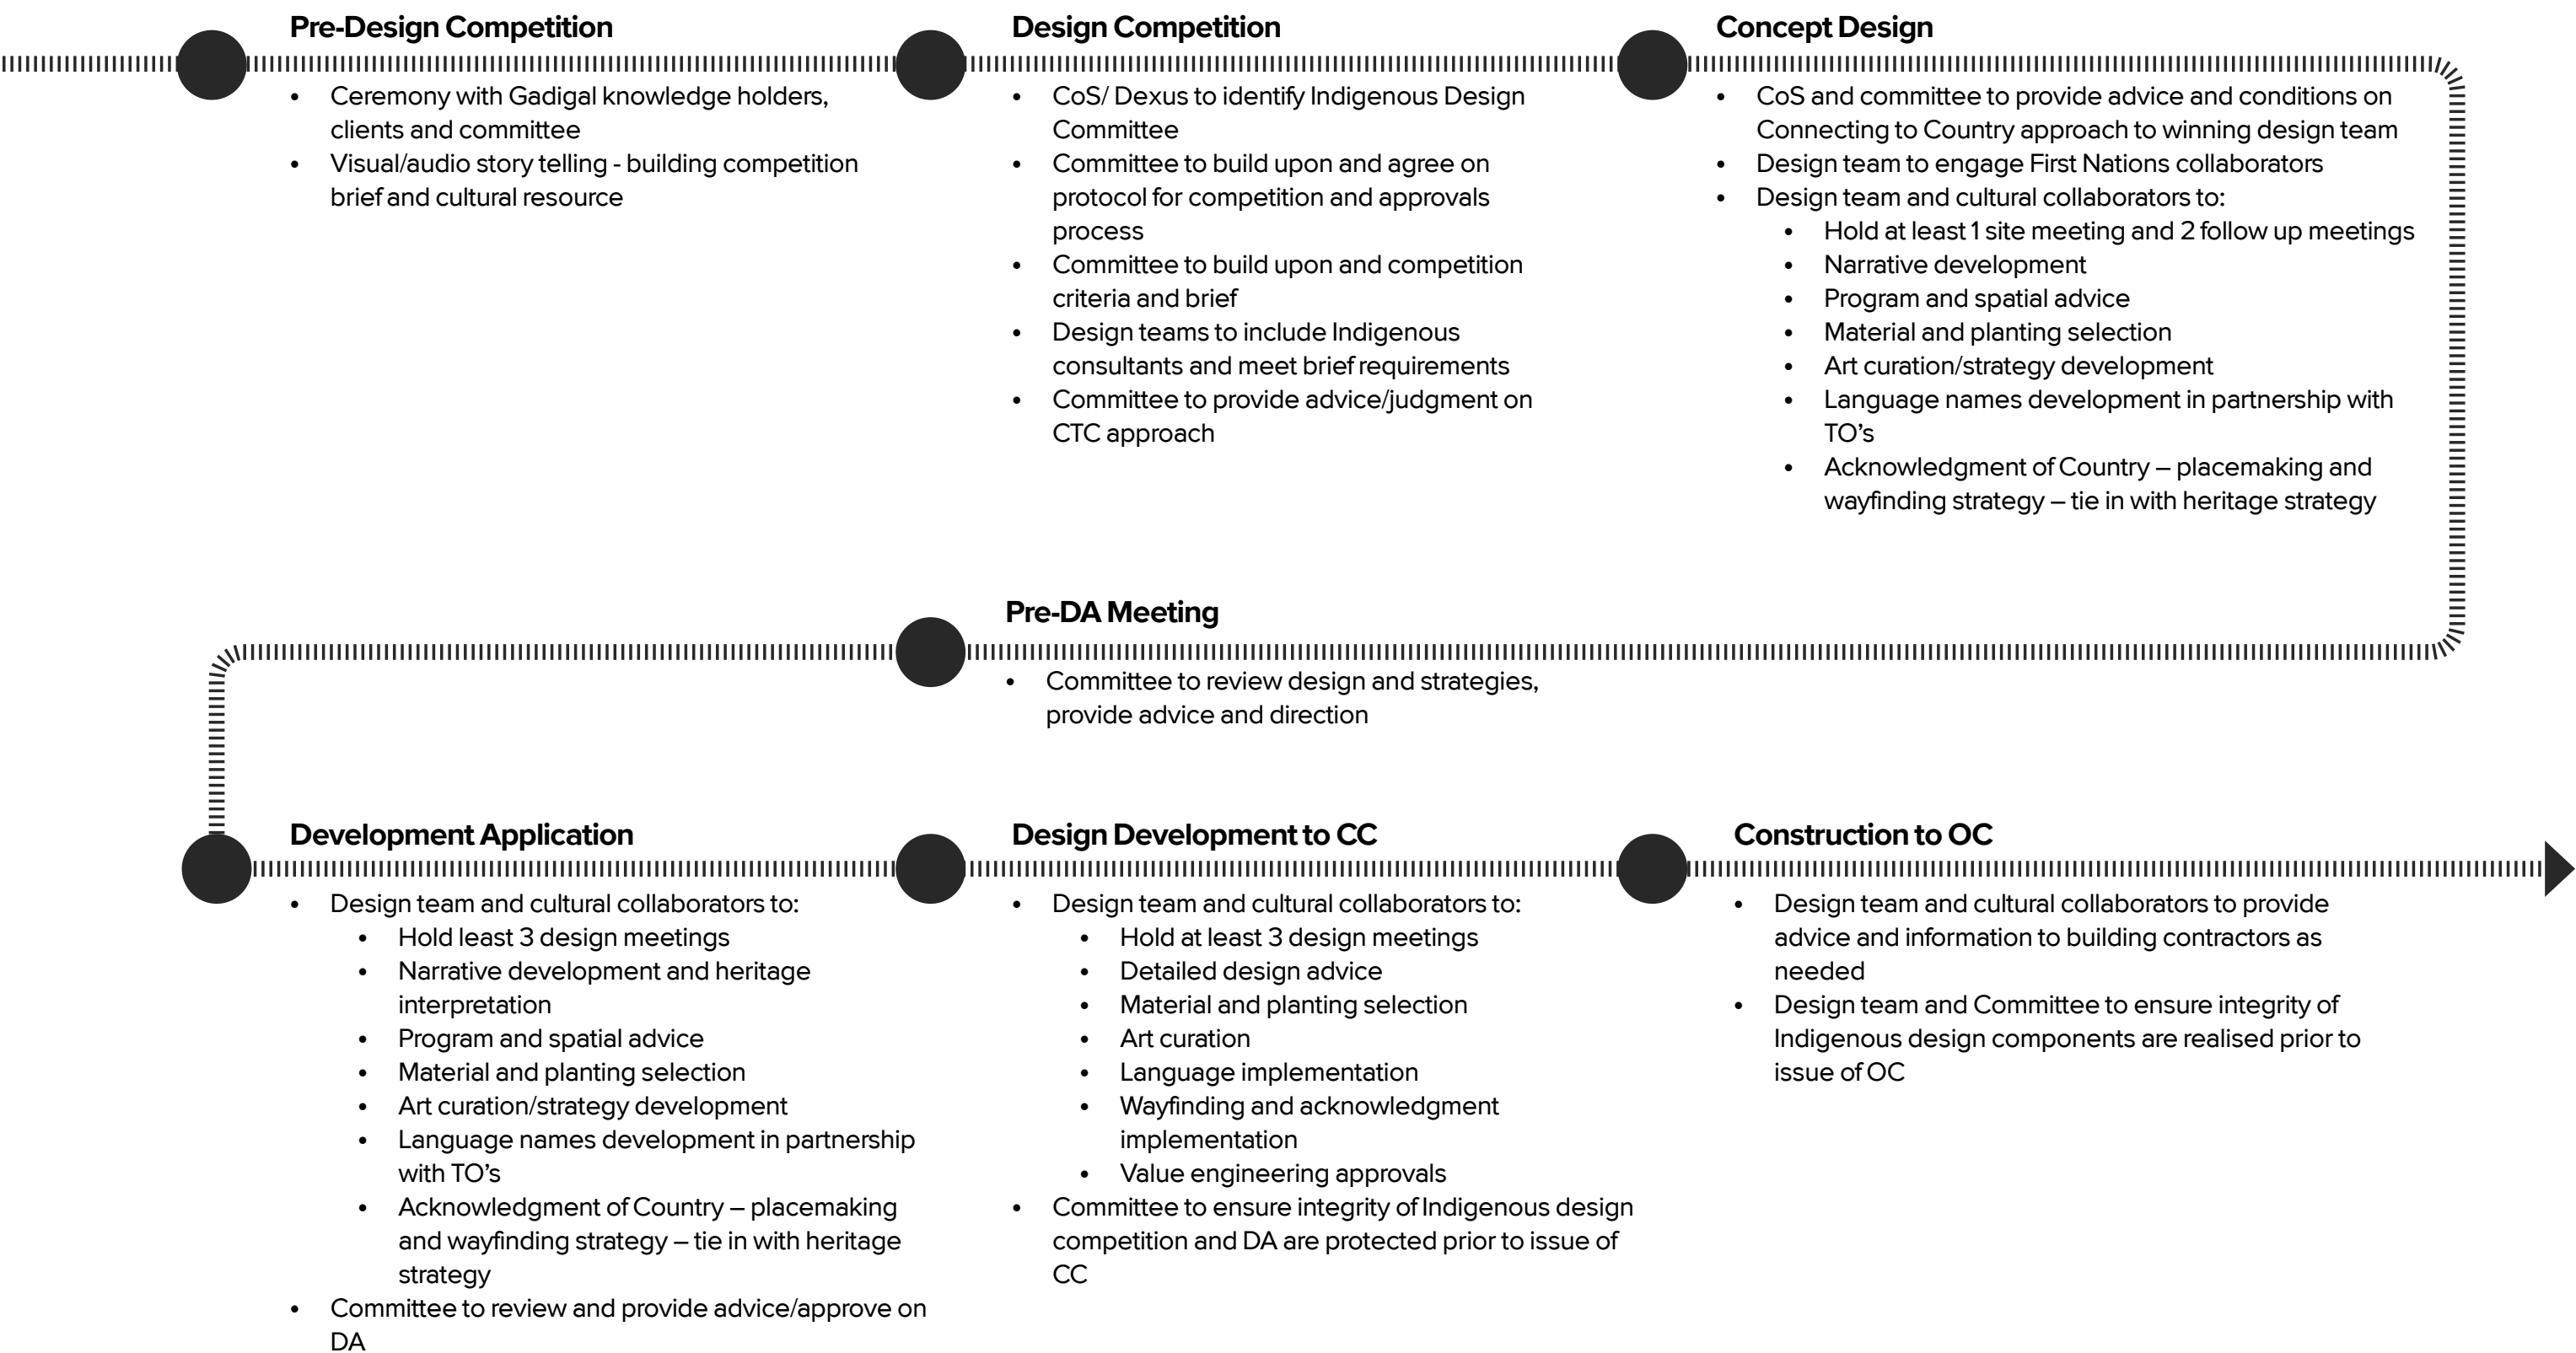 Pre-Design Competition
• Ceremony with Gadigal knowledge holders,
clients and committee
• Visual/audio story telling - building competition
brief and cultural resource
Design Competition
• CoS/ Dexus to identify Indigenous Design
Committee
• Committee to build upon and agree on
protocol for competition and approvals
process
• Committee to build upon and competition
criteria and brief
• Design teams to include Indigenous
consultants and meet brief requirements
• Committee to provide advice/judgment on
CTC approach
Concept Design
• CoS and committee to provide advice and conditions on
Connecting to Country approach to winning design team
• Design team to engage First Nations collaborators
• Design team and cultural collaborators to:
• Hold at least 1 site meeting and 2 follow up meetings
• Narrative development
• Program and spatial advice
• Material and planting selection
• Art curation/strategy development
• Language names development in partnership with
TO’s
• Acknowledgment of Country – placemaking and
wayfinding strategy – tie in with heritage strategy
Pre-DA Meeting
• Committee to review design and strategies,
provide advice and direction
Development Application
• Design team and cultural collaborators to:
• Hold least 3 design meetings
• Narrative development and heritage
interpretation
• Program and spatial advice
• Material and planting selection
• Art curation/strategy development
• Language names development in partnership
with TO’s
• Acknowledgment of Country – placemaking
and wayfinding strategy – tie in with heritage
strategy
• Committee to review and provide advice/approve on
DA
Design Development to CC
• Design team and cultural collaborators to:
• Hold at least 3 design meetings
• Detailed design advice
• Material and planting selection
• Art curation
• Language implementation
• Wayfinding and acknowledgment
implementation
• Value engineering approvals
• Committee to ensure integrity of Indigenous design
competition and DA are protected prior to issue of
CC
Construction to OC
• Design team and cultural collaborators to provide
advice and information to building contractors as
needed
• Design team and Committee to ensure integrity of
Indigenous design components are realised prior to
issue of OC